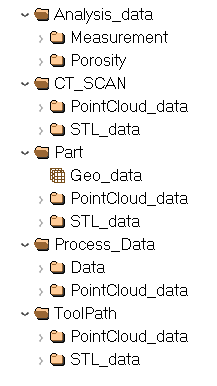 Analysis_data
Measurement
Porosity
CT_SCAN
PointCloud_data
STL_data
Part
Geo_data
PointCloud_data
STL_data
Process_Data
Data
PointCloud_data
ToolPath
PointCloud_data
STL_data